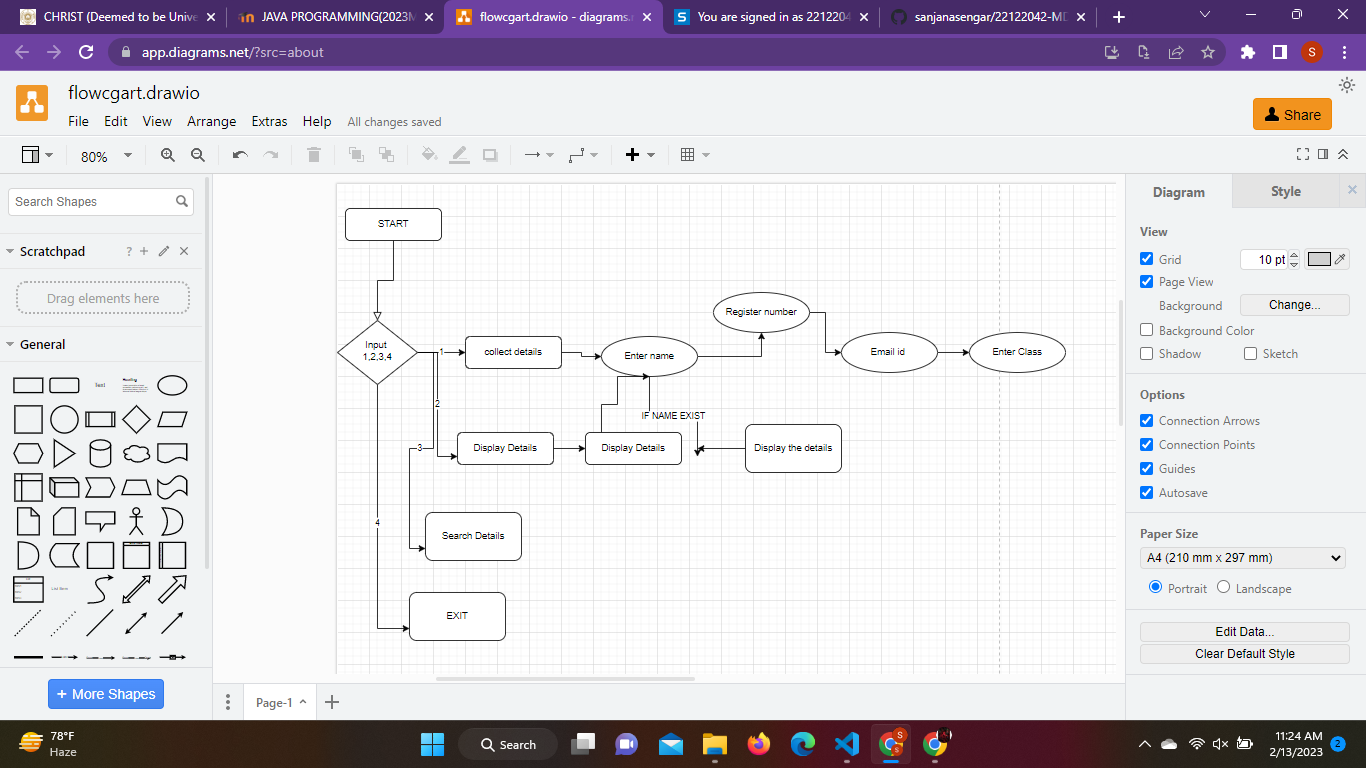 CHRIST (Deemed to be Unive
JAVA PROGRAMMING(2023M
flowcgart.drawio - diagrams.n
You are signed in as 2212204
sanjanasengar/22122042-MD
app.diagrams.net/?src=about
S
flowcgart.drawio
File Edit View Arrange Extras Help All changes saved
Share
80%
Search Shapes
Scratchpad
?
Drag elements here
General
Text
Heading
List Item
+ More Shapes
START
Input
1,2,3,4
1
collect details
Enter name
Register number
Email id
Enter Class
2
IF NAME EXIST
3
Display Details
Display Details
Display the details
4
Search Details
EXIT
Page-1
Diagram
Style
View
Grid
10 pt
Page View
Background
Change...
Background Color
Shadow
Sketch
Options
Connection Arrows
Connection Points
Guides
Autosave
Paper Size
A4 (210 mm x 297 mm)
Portrait
Landscape
Edit Data...
Clear Default Style
78°F
Haze
Search
11:24 AM
2/13/2023
2